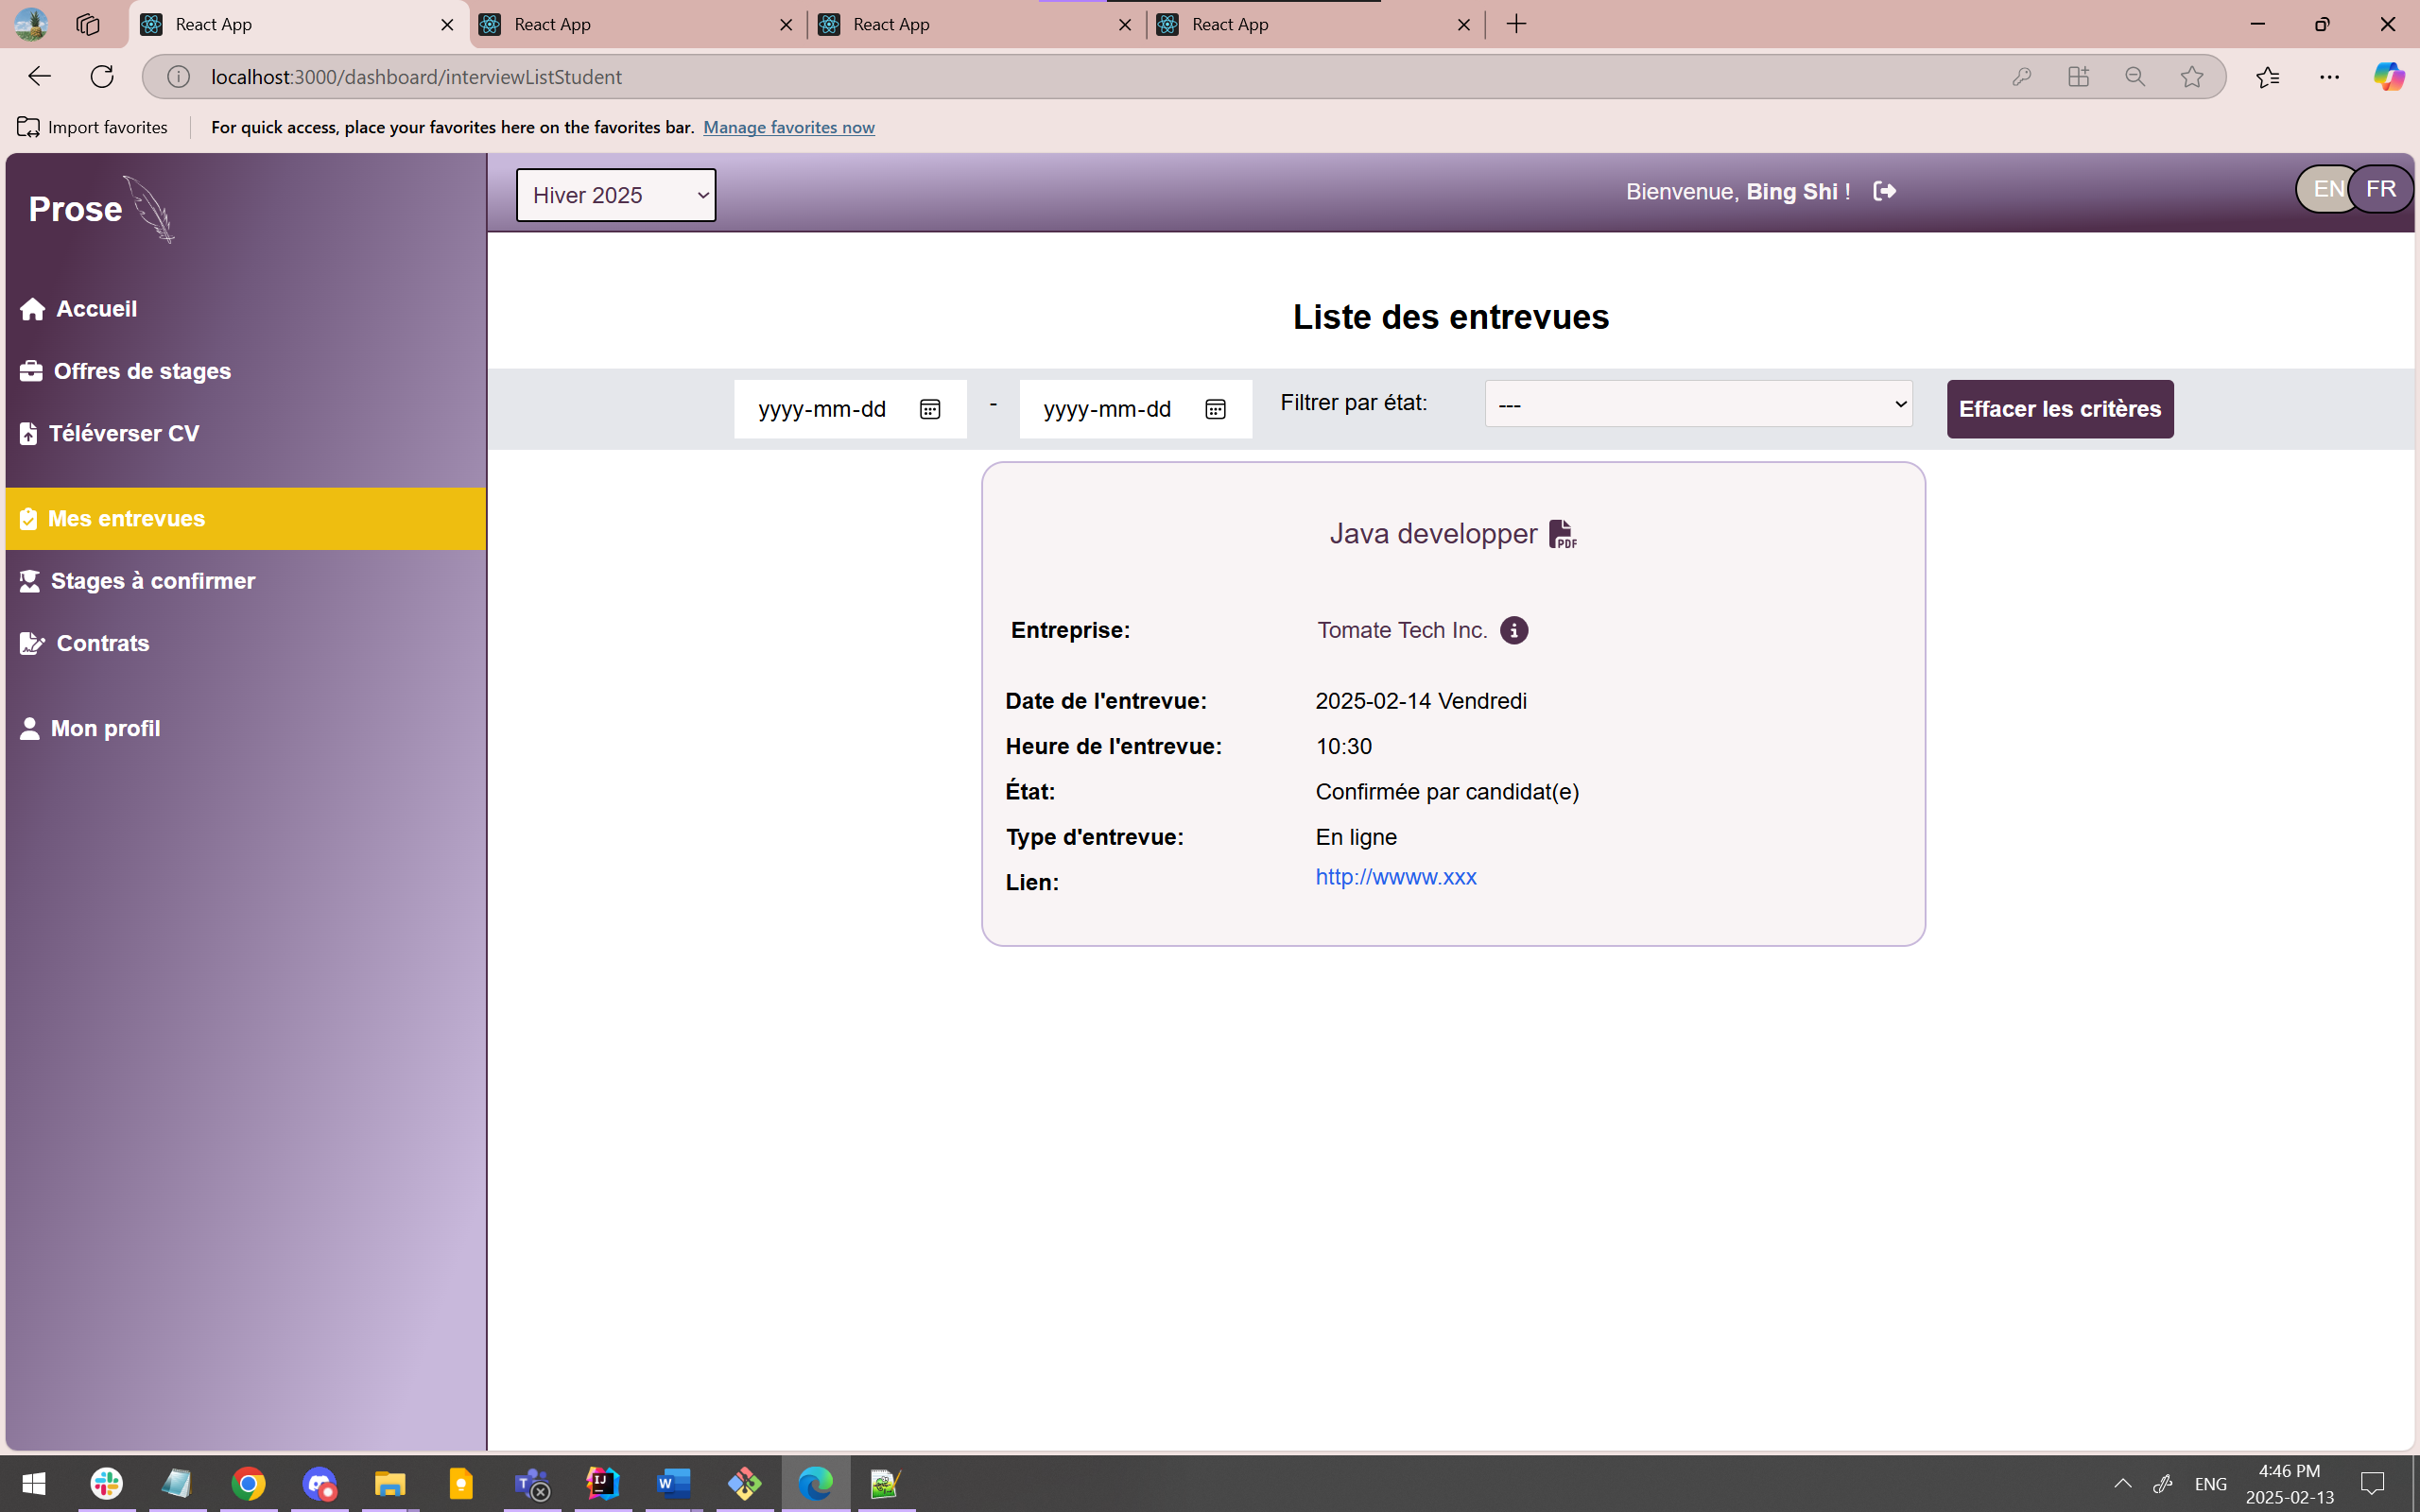 React App
React App
React App
React App
localhost:3000/dashboard/interviewListStudent
Import favorites
For quick access, place your favorites here on the favorites bar. Manage favorites now
Prose
Hiver 2025
Bienvenue, Bing Shi !
EN FR
Accueil
Offres de stages
Téléverser CV
Mes entrevues
Stages à confirmer
Contrats
Mon profil
Liste des entrevues
yyyy-mm-dd - yyyy-mm-dd Filtrer par état: --- Effacer les critères
Java developper PDF
Entreprise: Tomate Tech Inc.
Date de l'entrevue: 2025-02-14 Vendredi
Heure de l'entrevue: 10:30
État: Confirmée par candidat(e)
Type d'entrevue: En ligne
Lien: http://wwww.xxx
ENG
4:46 PM
2025-02-13